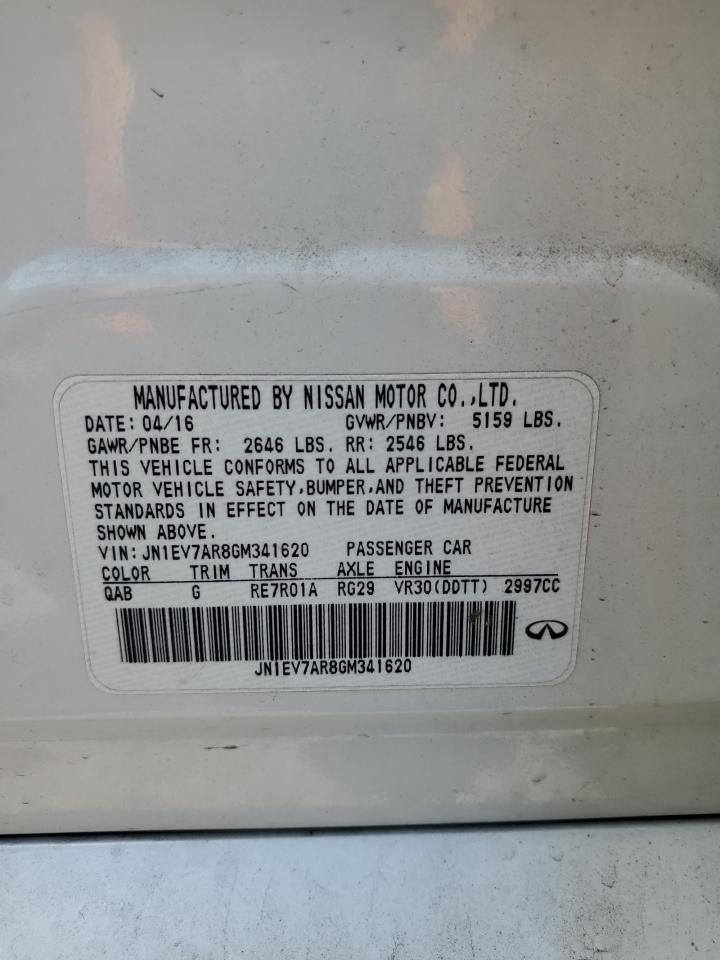 MANUFACTURED BY NISSAN MOTOR CO.,LTD.
DATE: 04/16 GVWR/PNBV: 5159 LBS.
GAWR/PNBE FR: 2646 LBS. RR: 2546 LBS.
THIS VEHICLE CONFORMS TO ALL APPLICABLE FEDERAL
MOTOR VEHICLE SAFETY,BUMPER,AND THEFT PREVENTION
STANDARDS IN EFFECT ON THE DATE OF MANUFACTURE
SHOWN ABOVE.
VIN: JN1EV7AR8GM341620 PASSENGER CAR
COLOR TRIM TRANS AXLE ENGINE
QAB G RE7R01A RG29 VR30(DDTT) 2997CC
JN1EV7AR8GM341620